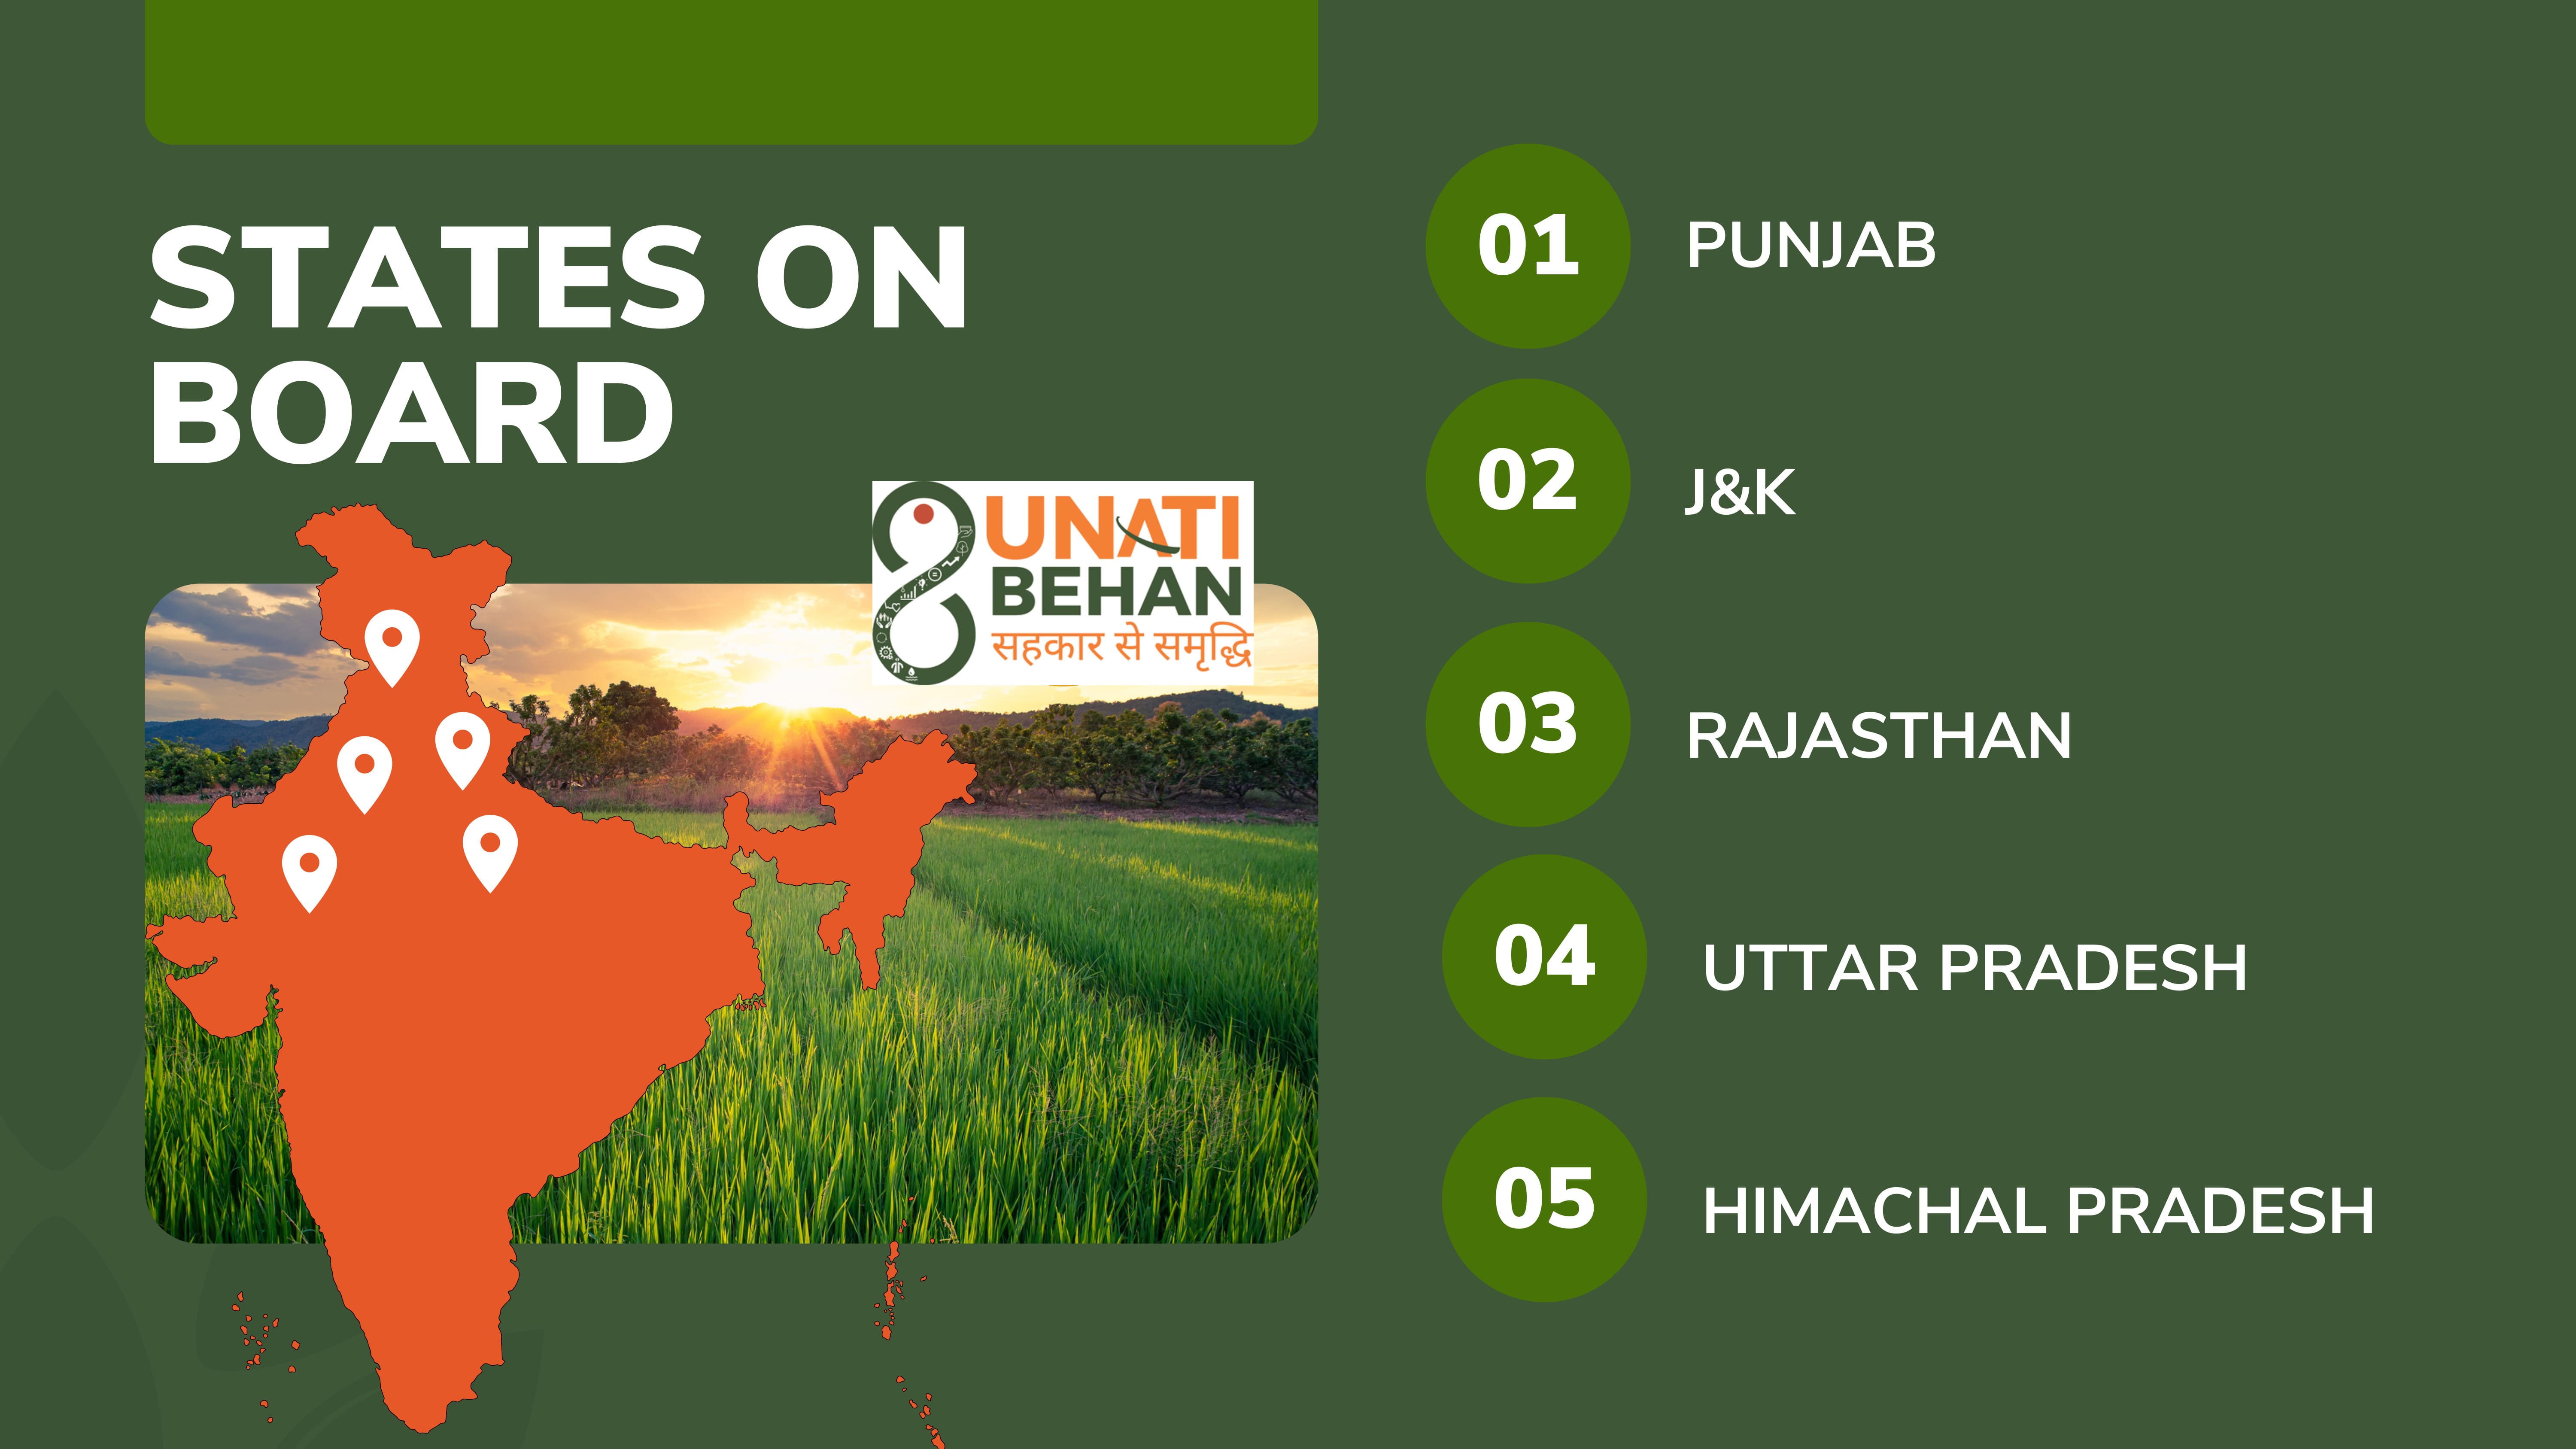 STATES ON
BOARD
UNATI
BEHAN
सहकार से समृद्धि
01
PUNJAB
02
J&K
03
RAJASTHAN
04
UTTAR PRADESH
05
HIMACHAL PRADESH